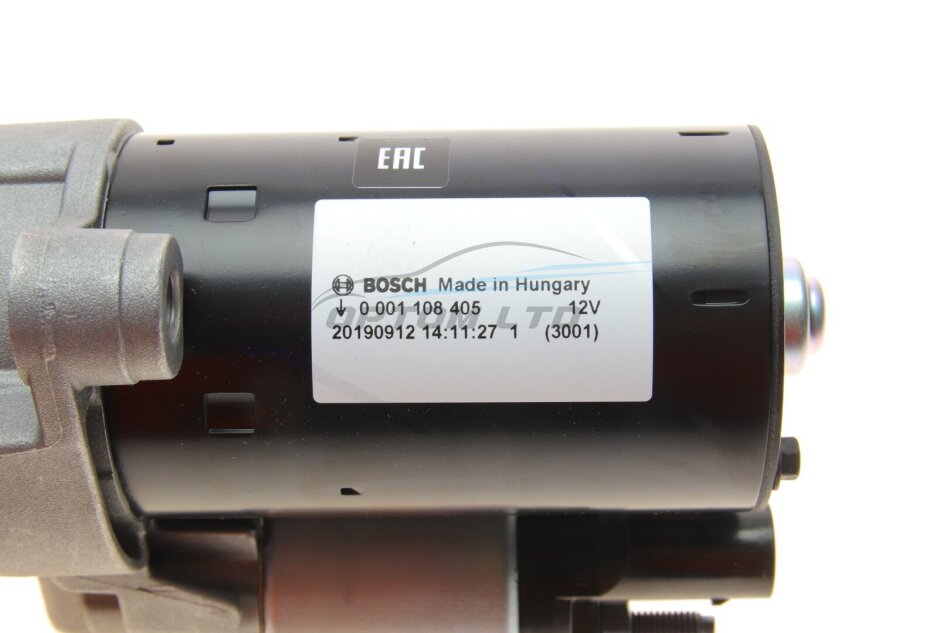 EAC
BOSCH Made in Hungary
↓ 0 001 108 405 12V
20190912 14:11:27 1 (3001)
OPTOM LTD